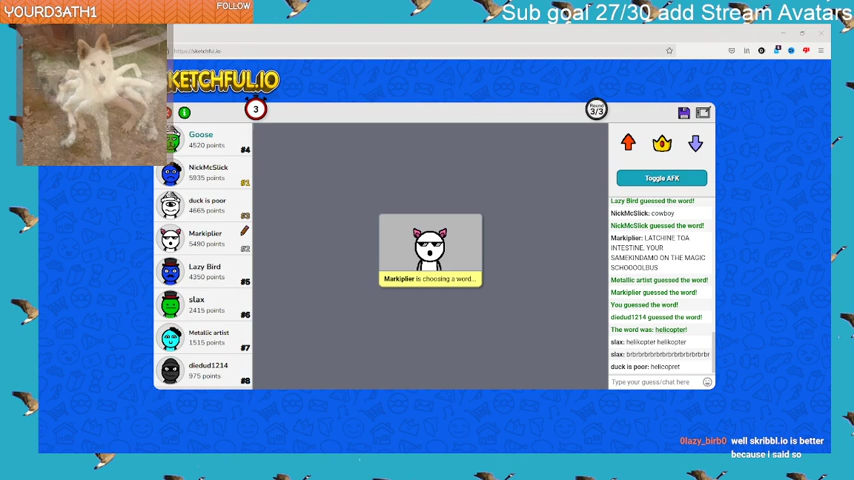 YOURD3ATH1
FOLLOW
Sub goal 27/30 add Stream Avatars
https://sketchful.io
SKETCHFUL.IO
3
Round
3/3
Goose
4520 points
#4
NickMcSlick
5935 points
#1
duck is poor
4665 points
#3
Markiplier
5490 points
#2
Lazy Bird
4350 points
#5
slax
2415 points
#6
Metallic artist
1515 points
#7
diedud1214
975 points
#8
Markiplier is choosing a word...
Toggle AFK
Lazy Bird guessed the word!
NickMcSlick: cowboy
NickMcSlick guessed the word!
Markiplier: LATCHINE TOA
INTESTINE, YOUR
SAMEKINDAMO ON THE MAGIC
SCHOOOOLBUS
Metallic artist guessed the word!
Markiplier guessed the word!
You guessed the word!
diedud1214 guessed the word!
The word was: helicopter!
slax: helikopter helikopter
slax: brbrbrbrbrbrbrbrbrbrbrbrbr
duck is poor: helicopret
Type your guess/chat here
0lazy_birb0 well skribbl.io is better
because i said so